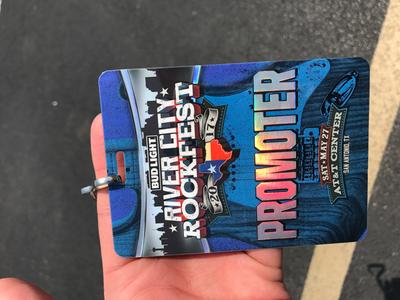 BUD LIGHT
RIVER CITY
ROCKFEST
20 17
PROMOTER
SAT • MAY 27
AT&T CENTER
SAN ANTONIO, TX